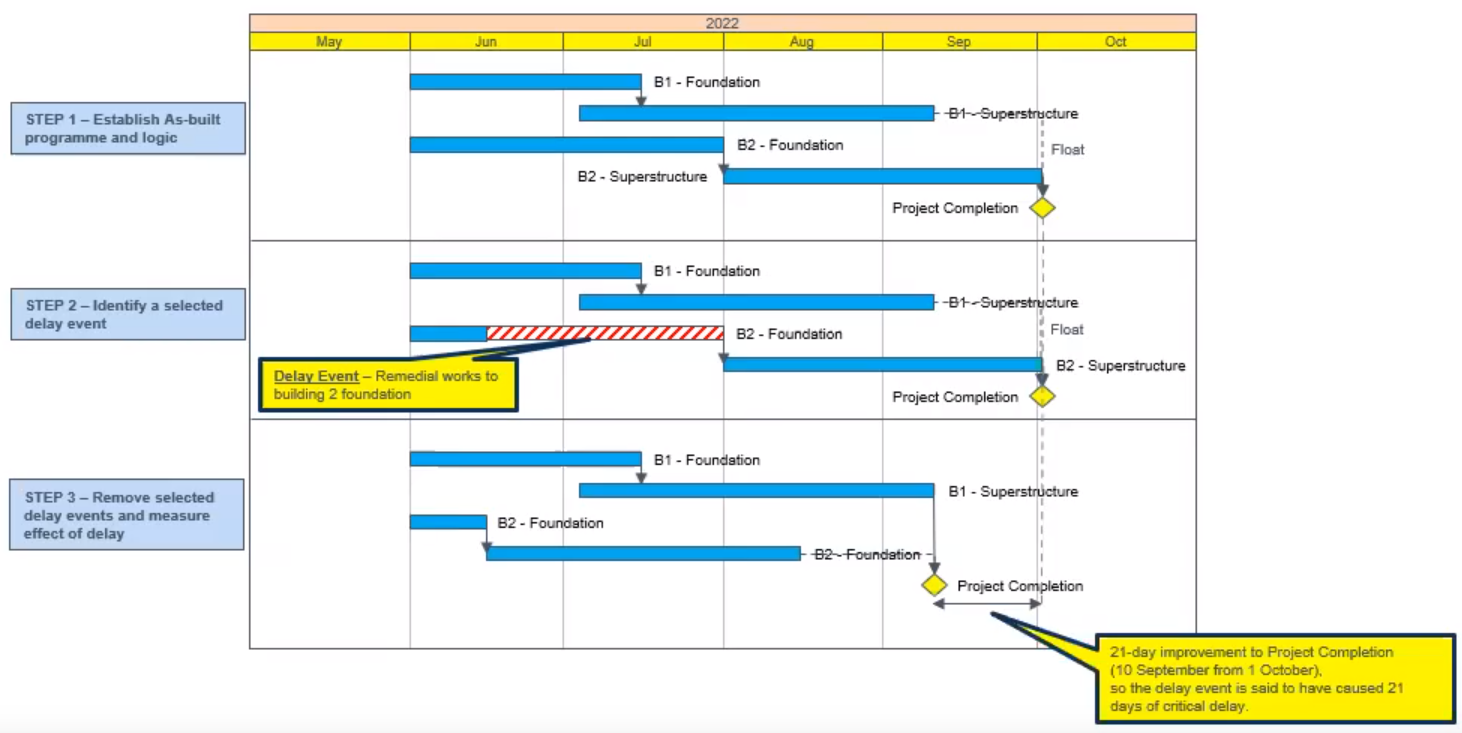 2022
May Jun Jul Aug Sep Oct
STEP 1 – Establish As-built
programme and logic
B1 - Foundation
B1 - Superstructure
B2 - Foundation
Float
B2 - Superstructure
Project Completion
STEP 2 – Identify a selected
delay event
B1 - Foundation
B1 - Superstructure
B2 - Foundation
Float
B2 - Superstructure
Delay Event – Remedial works to
building 2 foundation
Project Completion
STEP 3 – Remove selected
delay events and measure
effect of delay
B1 - Foundation
B1 - Superstructure
B2 - Foundation
B2 - Foundation
Project Completion
21-day improvement to Project Completion
(10 September from 1 October),
so the delay event is said to have caused 21
days of critical delay.